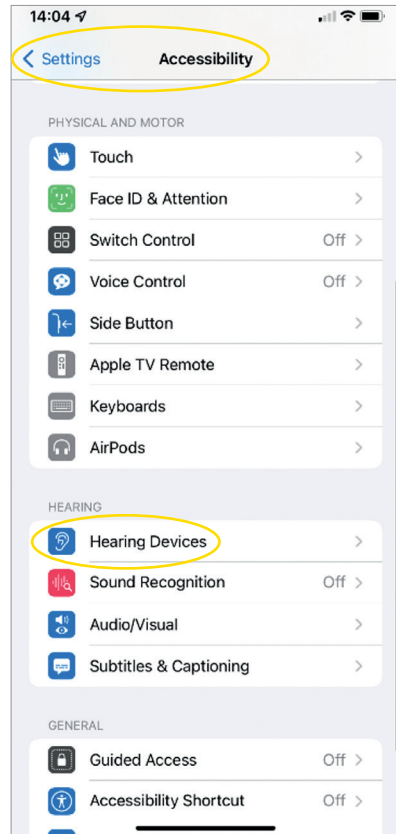 14:04
Settings Accessibility
PHYSICAL AND MOTOR
Touch
Face ID & Attention
Switch Control Off
Voice Control Off
Side Button
Apple TV Remote
Keyboards
AirPods
HEARING
Hearing Devices
Sound Recognition Off
Audio/Visual
Subtitles & Captioning
GENERAL
Guided Access Off
Accessibility Shortcut Off